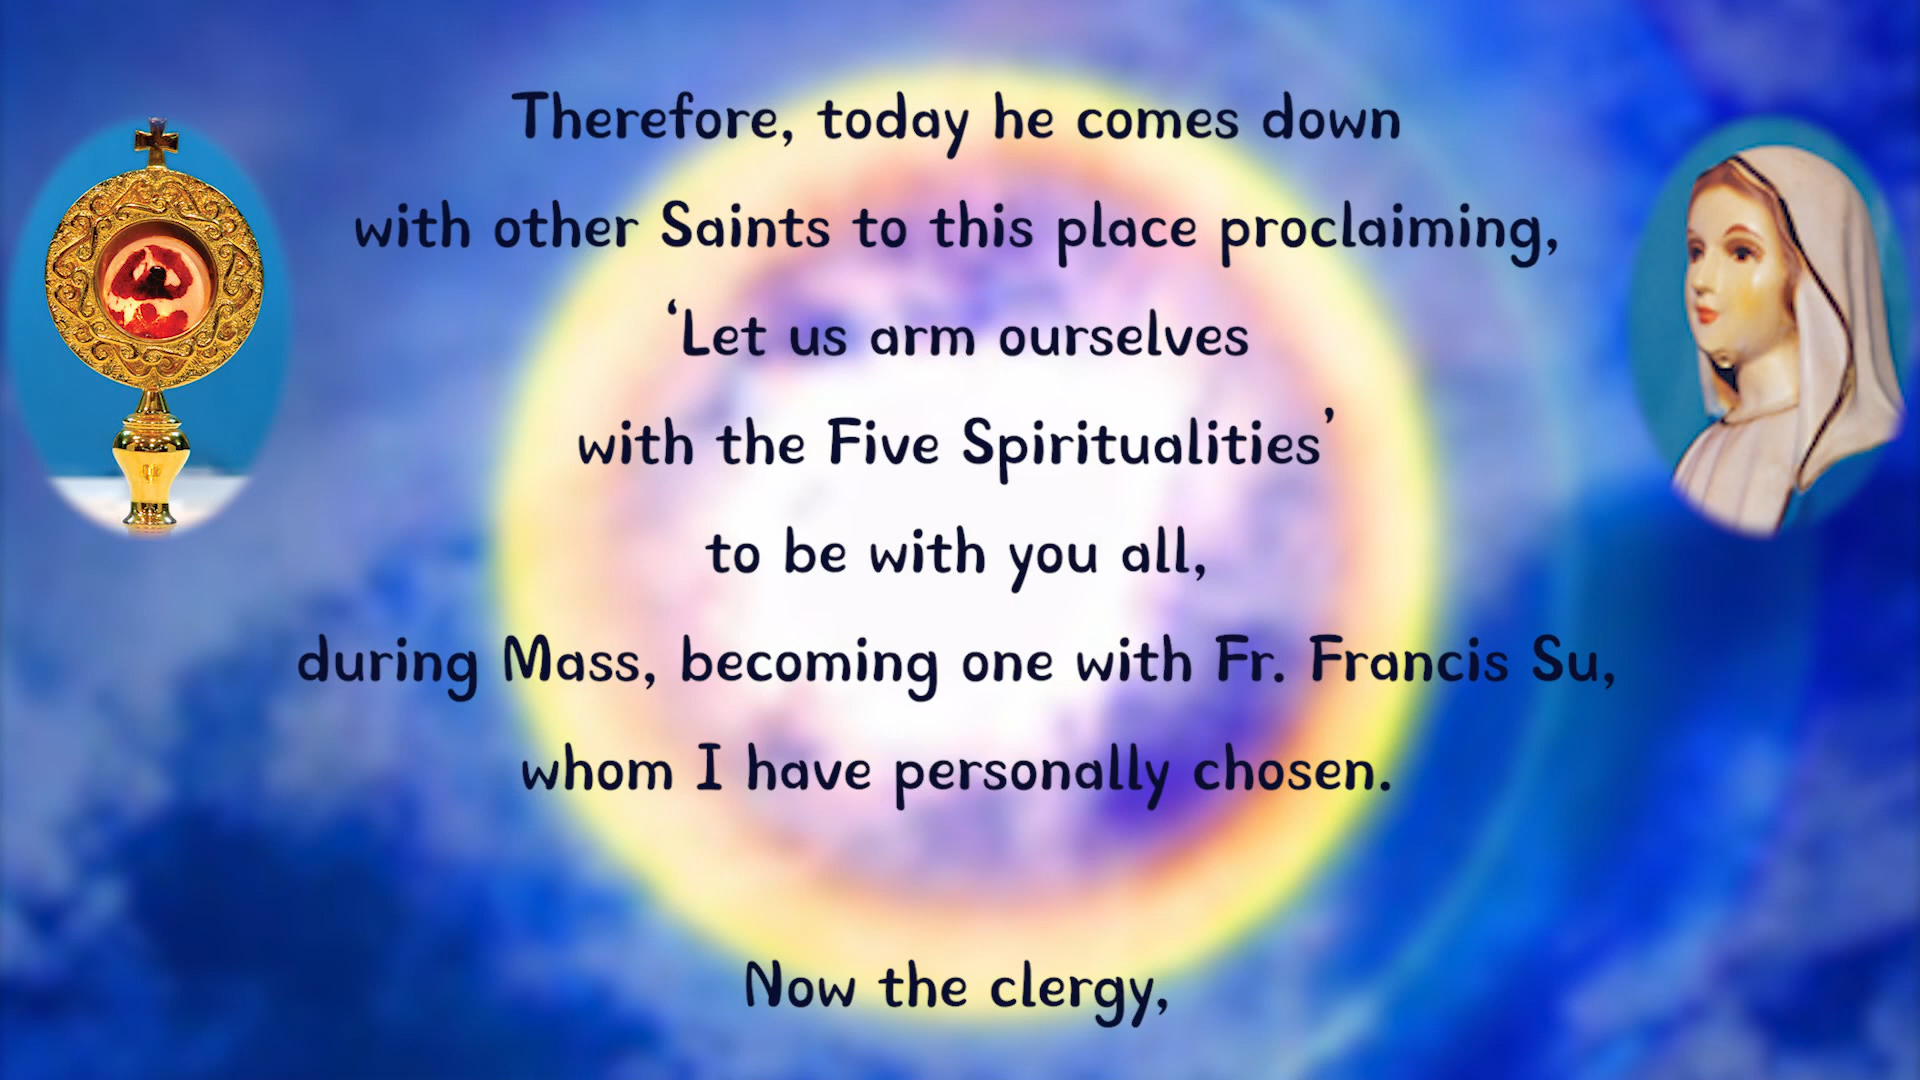 Therefore, today he comes down
with other Saints to this place proclaiming,
‘Let us arm ourselves
with the Five Spiritualities’
to be with you all,
during Mass, becoming one with Fr. Francis Su,
whom I have personally chosen.
Now the clergy,